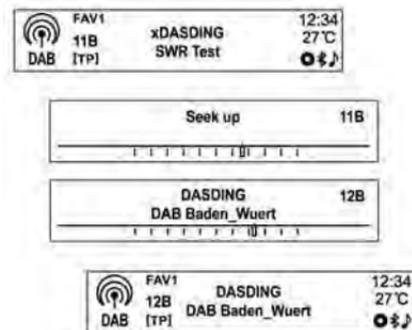 FAV1
12:34
11B
xDASDING
27°C
DAB
[TP]
SWR Test
Seek up
11B
DASDING
12B
DAB Baden_Wuert
FAV1
12:34
12B
DASDING
27°C
DAB
[TP]
DAB Baden_Wuert